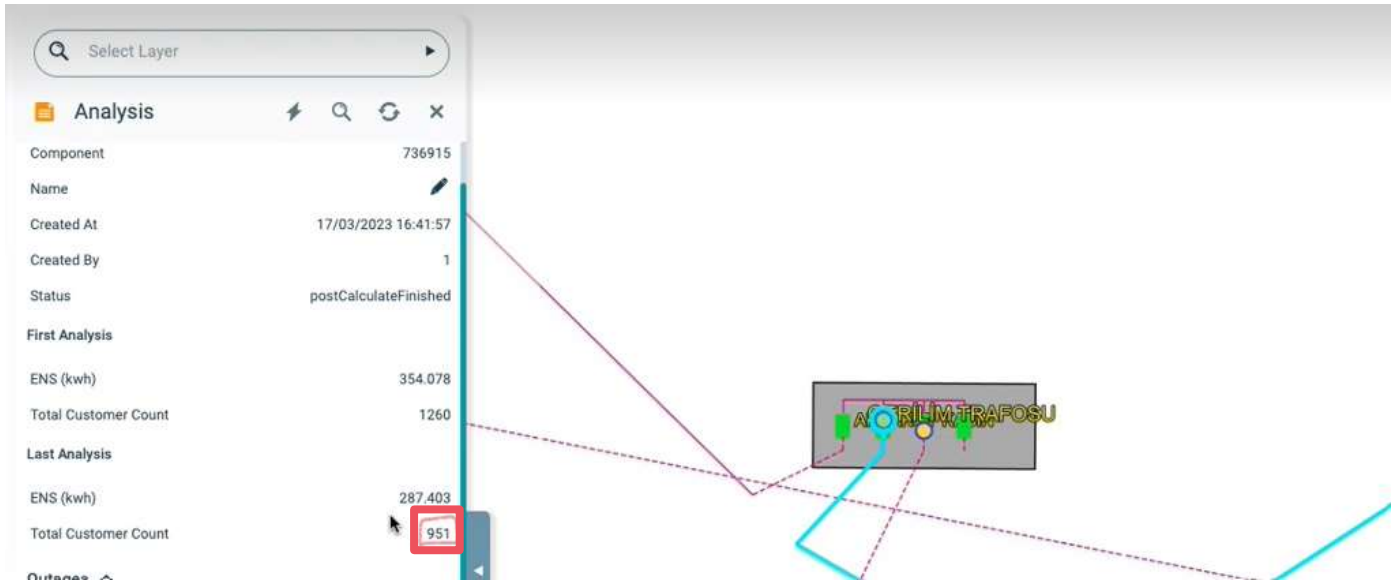 Select Layer
Analysis
Component 736915
Name
Created At 17/03/2023 16:41:57
Created By 1
Status postCalculateFinished
First Analysis
ENS (kwh) 354.078
Total Customer Count 1260
Last Analysis
ENS (kwh) 287.403
Total Customer Count 951
Outages
TRAFOSU